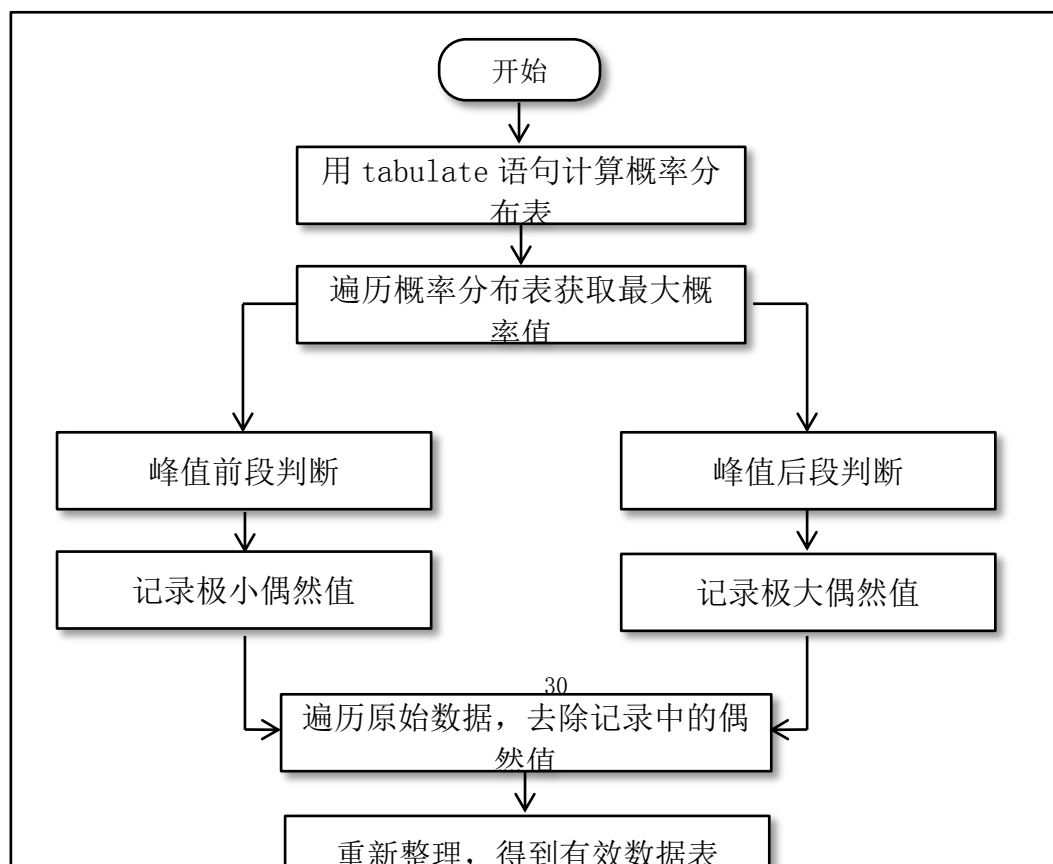 开始
用 tabulate 语句计算概率分
布表
遍历概率分布表获取最大概
率值
峰值前段判断
峰值后段判断
记录极小偶然值
记录极大偶然值
30
遍历原始数据，去除记录中的偶
然值
重新整理，得到有效数据表